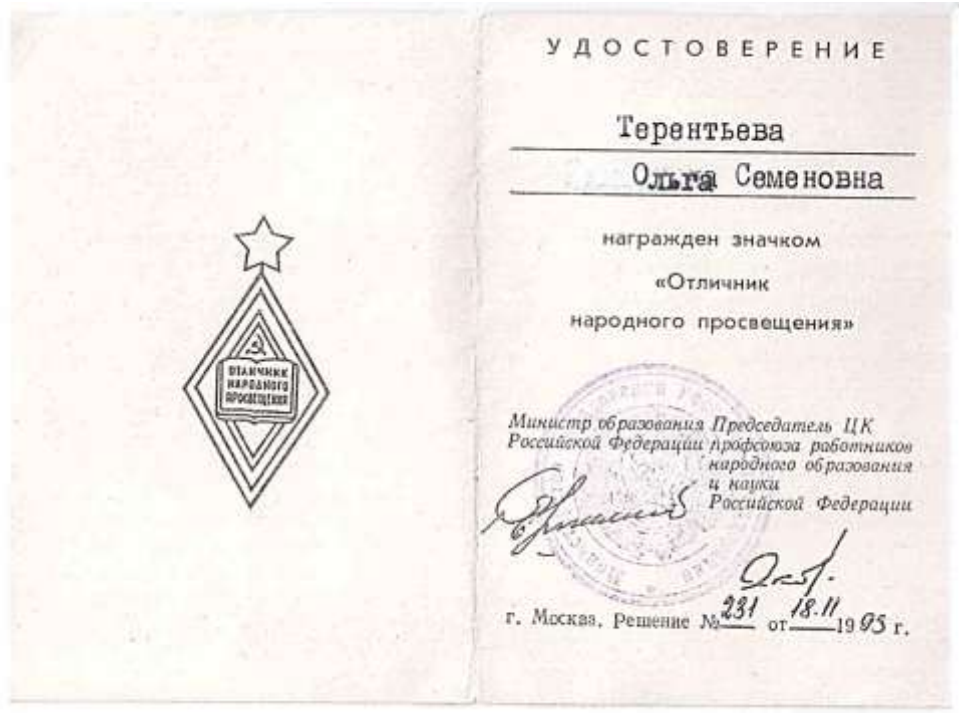 ОТЛИЧНИК
НАРОДНОГО
ПРОСВЕЩЕНИЯ
УДОСТОВЕРЕНИЕ
Терентьева
Ольга Семеновна
награжден значком
«Отличник
народного просвещения»
Министр образования
Российской Федерации
Председатель ЦК
профсоюза работников
народного образования
и науки
Российской Федерации
г. Москва. Решение № 231 от 18.11 1995 г.